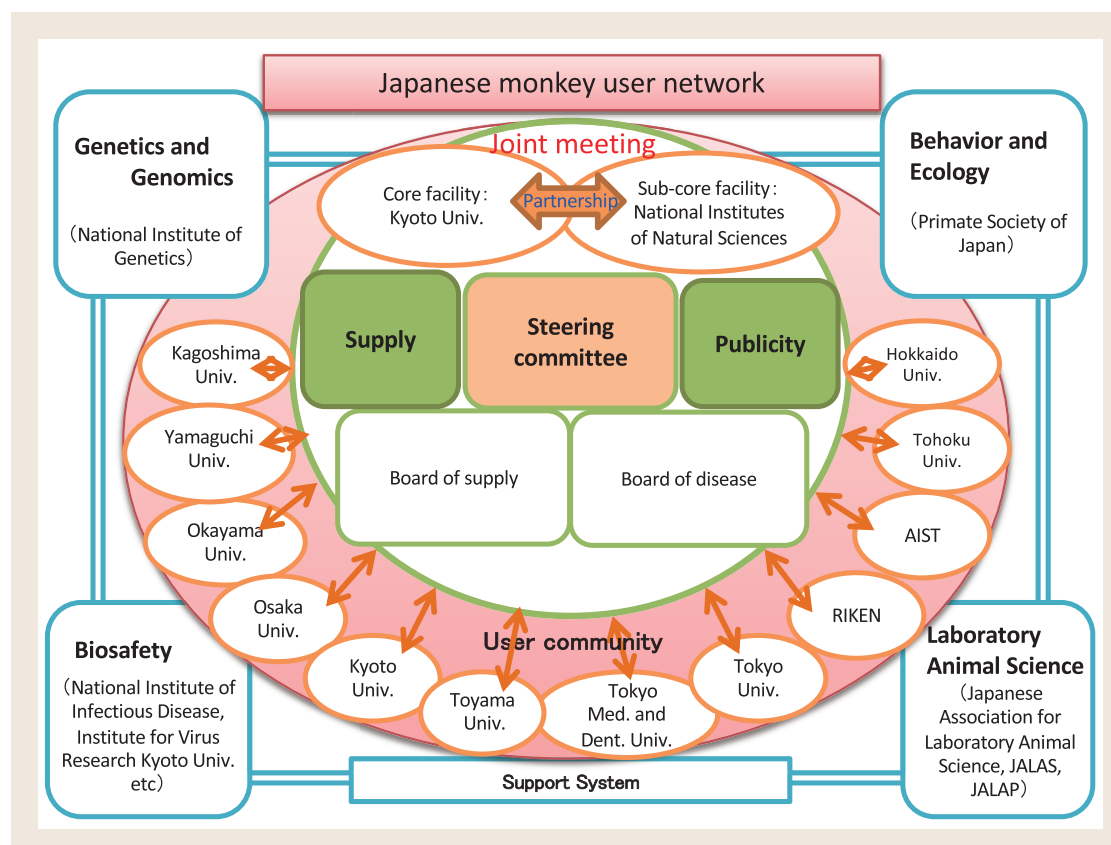 Japanese monkey user network
Genetics and
Genomics
（National Institute of
Genetics）
Joint meeting
Core facility：
Kyoto Univ.
Partnership
Sub-core facility：
National Institutes
of Natural Sciences
Behavior and
Ecology
（Primate Society of
Japan）
Supply
Steering
committee
Publicity
Board of supply
Board of disease
Kagoshima
Univ.
Yamaguchi
Univ.
Okayama
Univ.
Osaka
Univ.
Kyoto
Univ.
Toyama
Univ.
Tokyo
Med. and
Dent. Univ.
Tokyo
Univ.
RIKEN
AIST
Tohoku
Univ.
Hokkaido
Univ.
User community
Biosafety
（National Institute of
Infectious Disease,
Institute for Virus
Research Kyoto Univ.
etc）
Support System
Laboratory
Animal Science
（Japanese
Association for
Laboratory Animal
Science, JALAS,
JALAP）